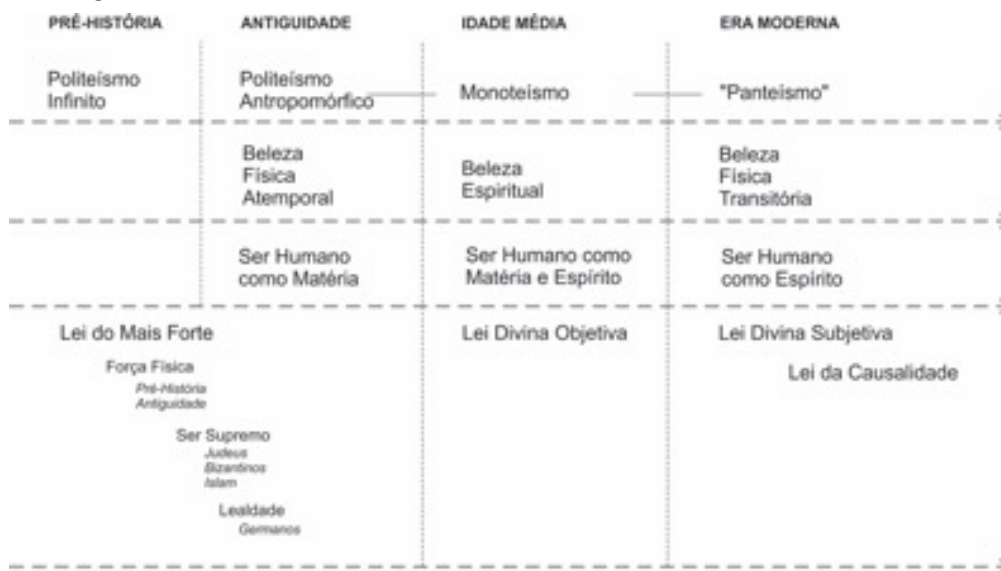 PRÉ-HISTÓRIA
ANTIGUIDADE
IDADE MÉDIA
ERA MODERNA
Politeísmo
Infinito
Politeísmo
Antropomórfico
Monoteísmo
"Panteísmo"
Beleza
Física
Atemporal
Beleza
Espiritual
Beleza
Física
Transitória
Ser Humano
como Matéria
Ser Humano como
Matéria e Espírito
Ser Humano
como Espírito
Lei do Mais Forte
Força Física
Pré-História
Antiguidade
Ser Supremo
Judeus
Bizantinos
Islam
Lealdade
Germanos
Lei Divina Objetiva
Lei Divina Subjetiva
Lei da Causalidade